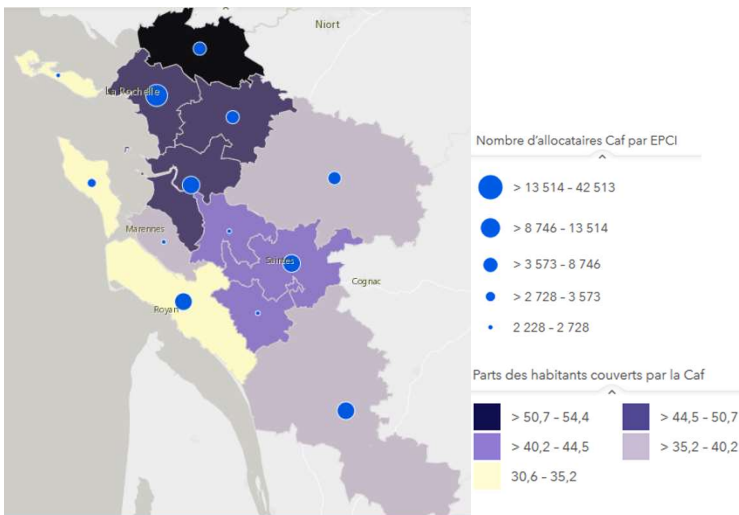 Niort
La Rochelle
Marennes
Saintes
Cognac
Royan
Nombre d'allocataires Caf par EPCI
> 13 514 - 42 513
> 8 746 - 13 514
> 3 573 - 8 746
> 2 728 - 3 573
2 228 - 2 728
Parts des habitants couverts par la Caf
> 50,7 - 54,4
> 44,5 - 50,7
> 40,2 - 44,5
> 35,2 - 40,2
30,6 - 35,2